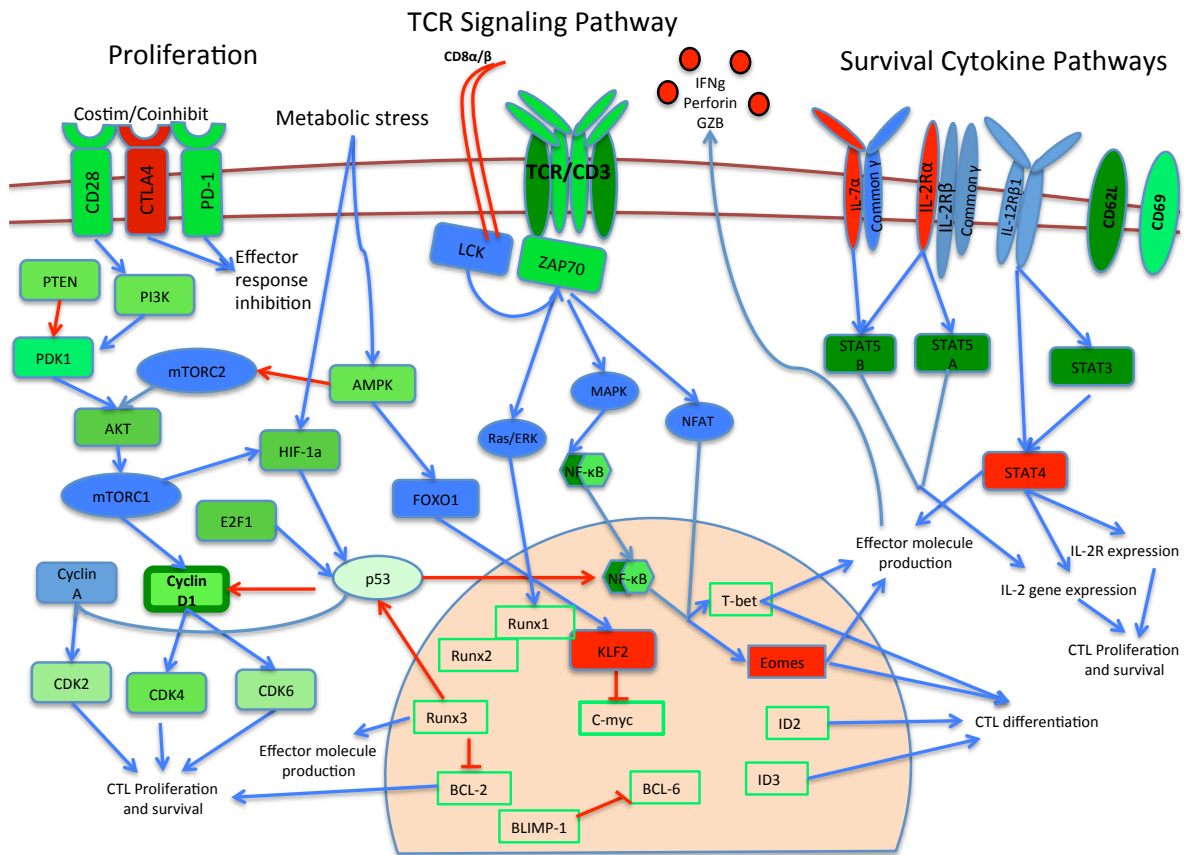 TCR Signaling Pathway
Proliferation
Survival Cytokine Pathways
CD8α/β
IFNg
Perforin
GZB
Costim/Coinhibit
Metabolic stress
CD28
CTLA4
PD-1
TCR/CD3
IL-7α
Common γ
IL-2Rα
IL-2Rβ
Common γ
IL-12Rβ1
CD62L
CD69
LCK
ZAP70
Effector
response
inhibition
PTEN
PI3K
PDK1
mTORC2
AMPK
MAPK
STAT5
B
STAT5
A
STAT3
AKT
HIF-1a
Ras/ERK
NFAT
NF-κB
STAT4
mTORC1
FOXO1
E2F1
Effector molecule
production
IL-2R expression
IL-2 gene expression
Cyclin
A
Cyclin
D1
p53
NF-κB
T-bet
Runx1
Runx2
KLF2
Eomes
CTL Proliferation
and survival
CDK2
CDK4
CDK6
Runx3
C-myc
ID2
CTL differentiation
Effector molecule
production
ID3
CTL Proliferation
and survival
BCL-2
BCL-6
BLIMP-1